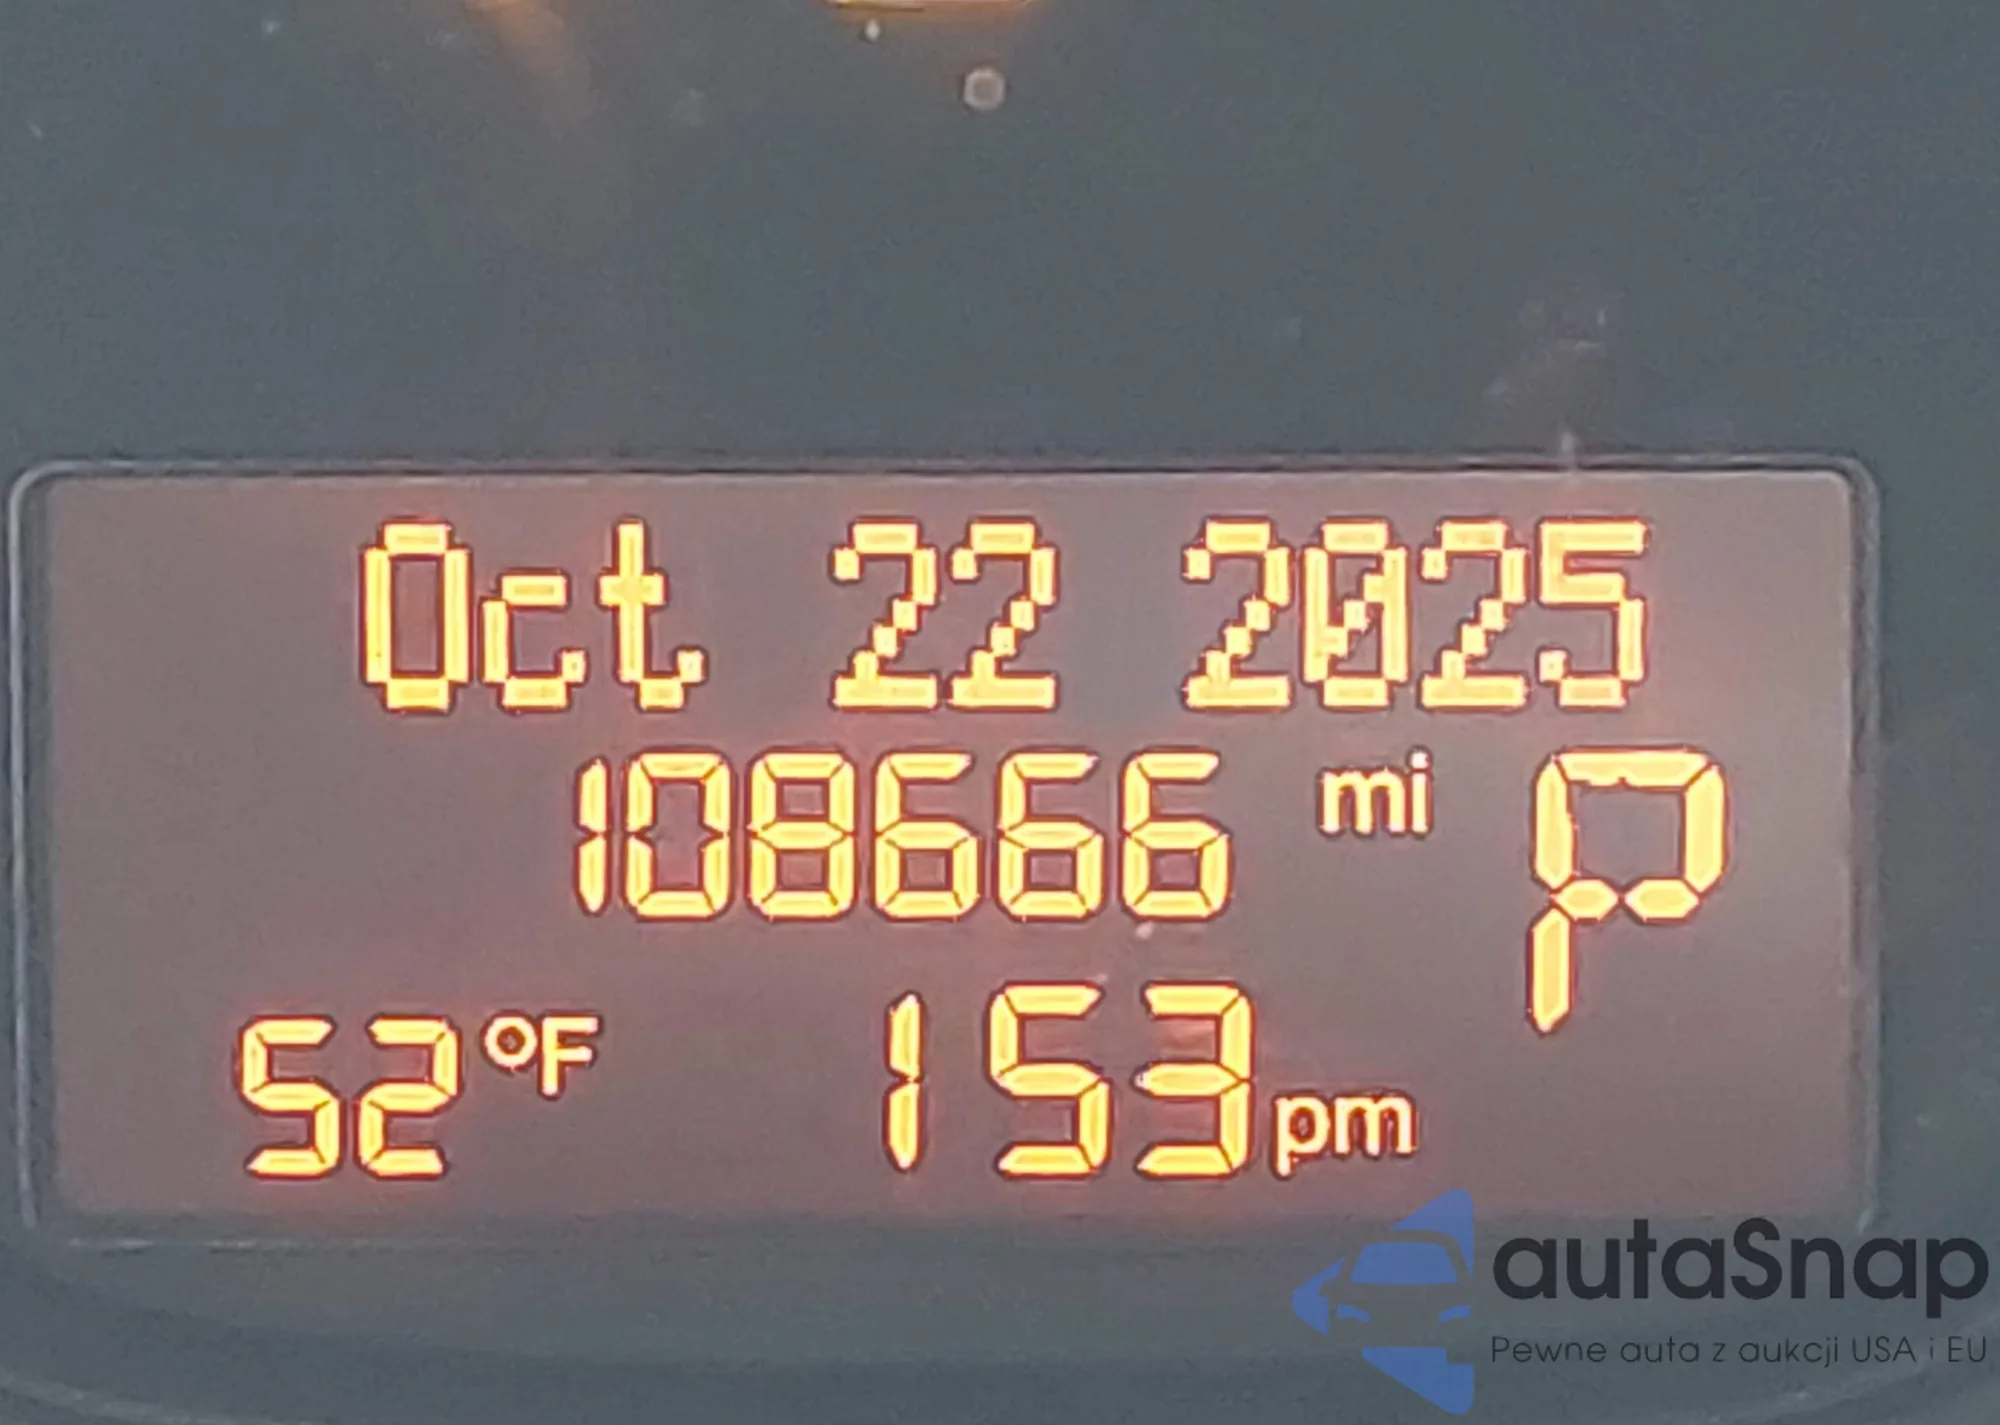 Oct 22 2025
108666 mi P
52 °F 153 pm
autaSnap
Pewne auta z aukcji USA i EU